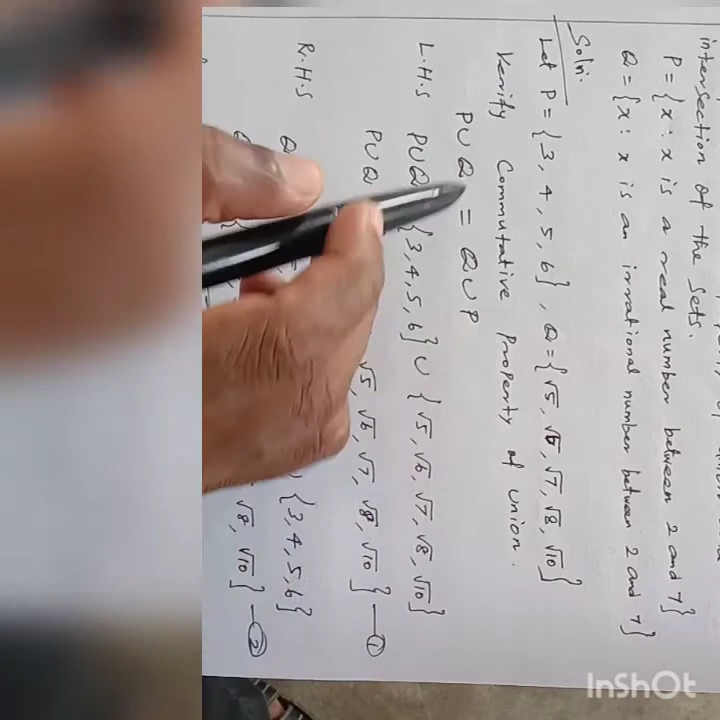 intersection of the sets.
P = {x : x is a real number between 2 and 7}
Q = {x : x is an irrational number between 2 and 7}
Soln:
Let P = {3, 4, 5, 6}, Q = {√5, √6, √7, √8, √10}
Verify Commutative Property of union.
P∪Q = Q∪P
L.H.S P∪Q {3, 4, 5, 6} ∪ {√5, √6, √7, √8, √10}
P∪Q √5, √6, √7, √8, √10} — ①
R.H.S Q {3, 4, 5, 6}
√8, √10} — ②
InShOt